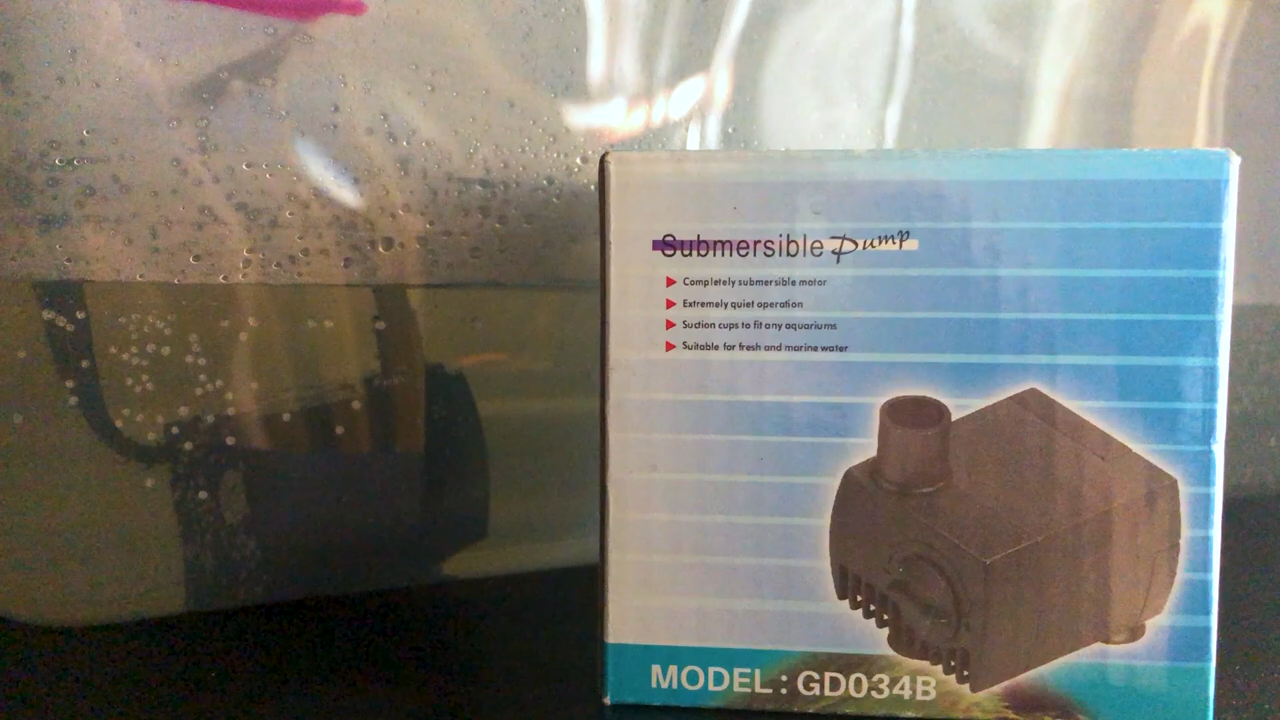 Submersible Pump
Completely submersible motor
Extremely quiet operation
Suction cups to fit any aquariums
Suitable for fresh and marine water
MODEL : GD034B